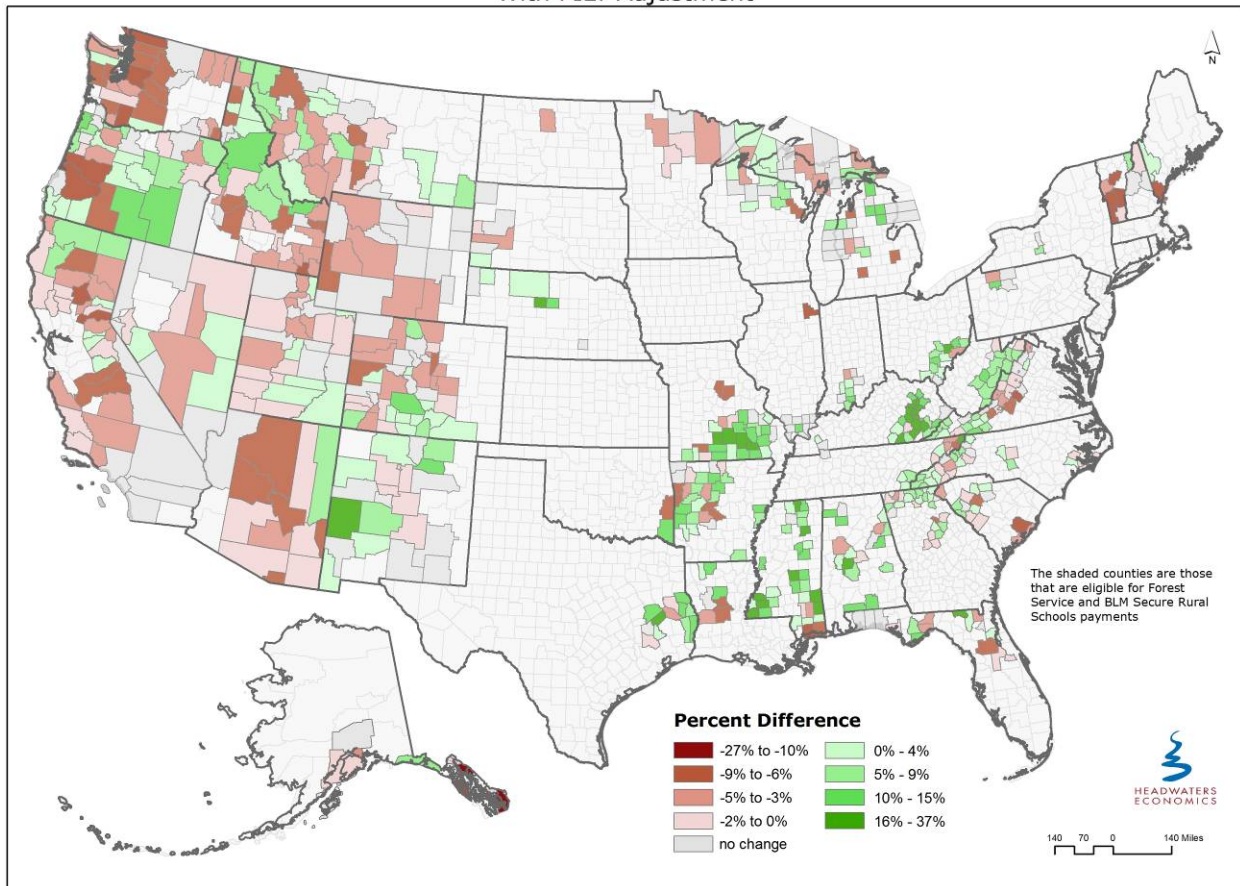 N
The shaded counties are those
that are eligible for Forest
Service and BLM Secure Rural
Schools payments
Percent Difference
-27% to -10%
0% - 4%
-9% to -6%
5% - 9%
-5% to -3%
10% - 15%
-2% to 0%
16% - 37%
no change
HEADWATERS
ECONOMICS
140 70 0 140 Miles